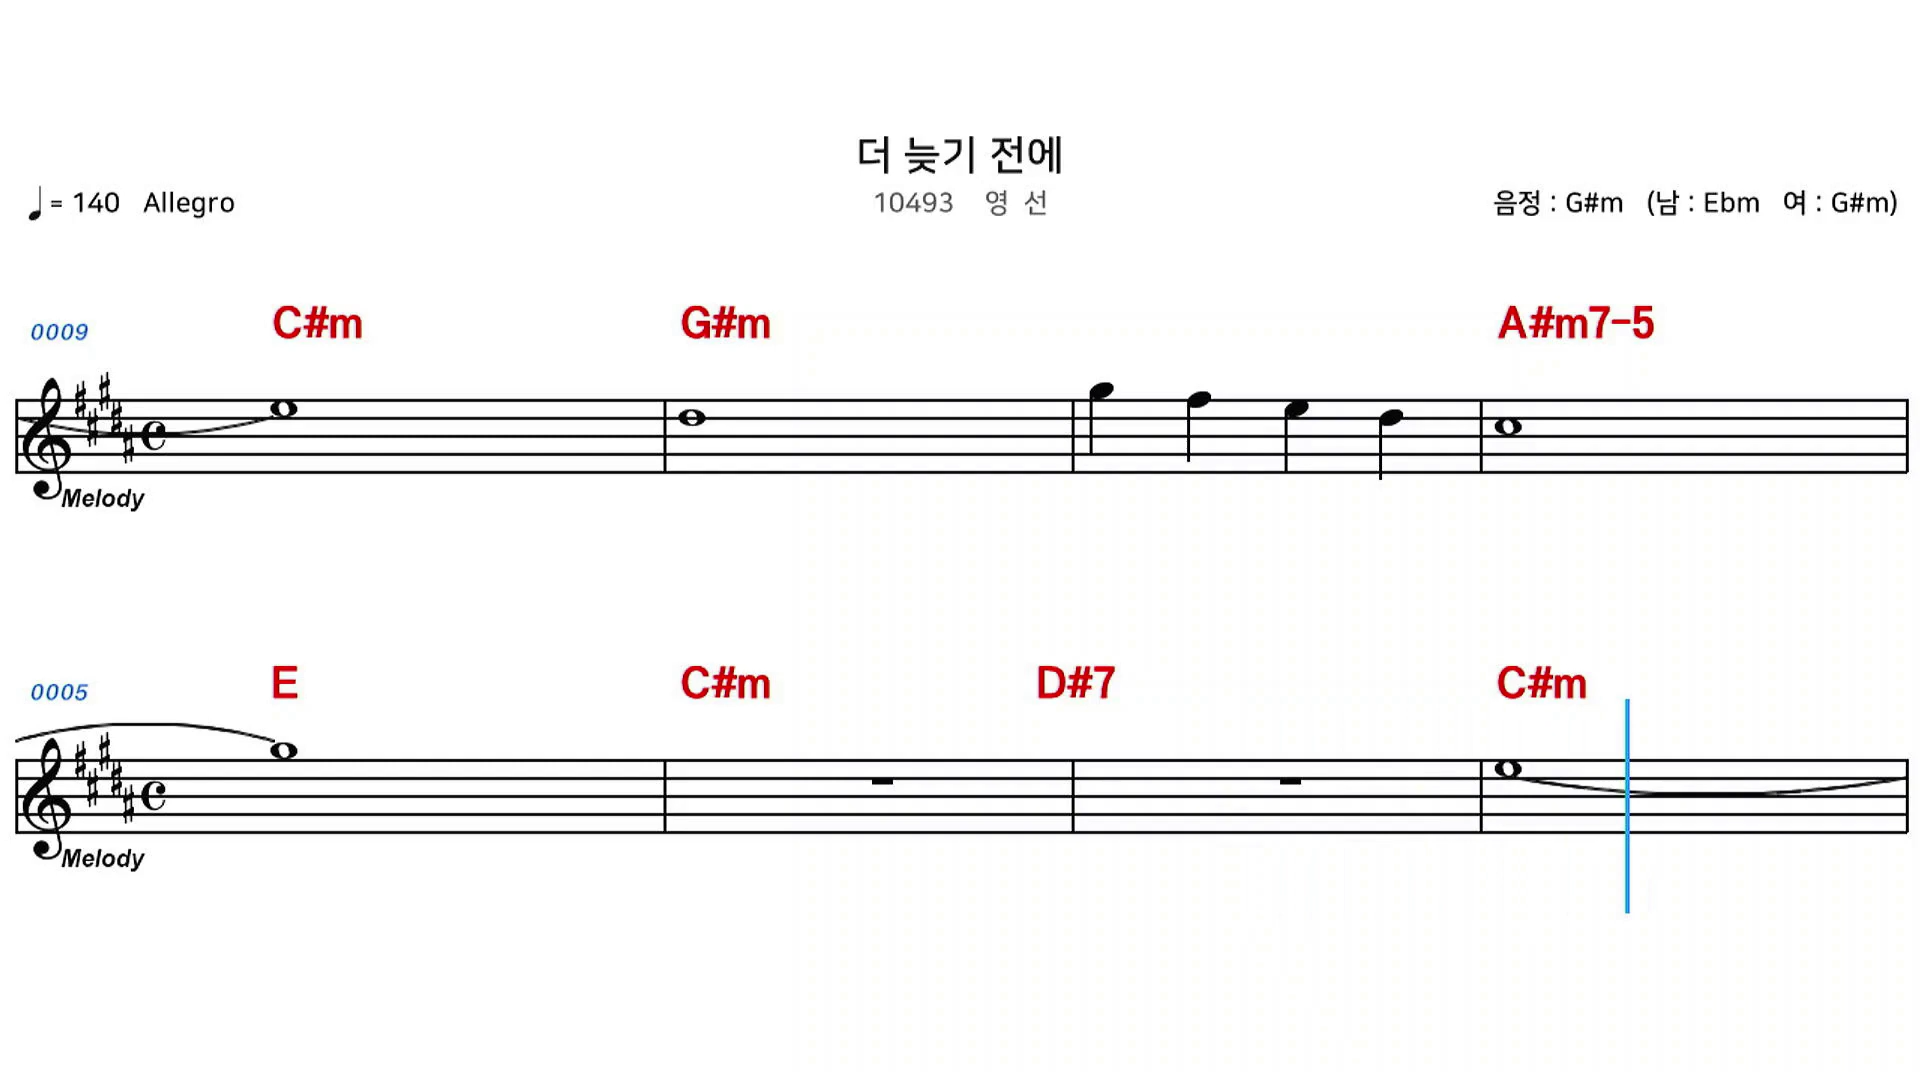 더 늦기 전에
♩ = 140 Allegro
10493 영 선
음정 : G#m (남 : Ebm 여 : G#m)
0009 C#m G#m A#m7-5
Melody
0005 E C#m D#7 C#m
Melody